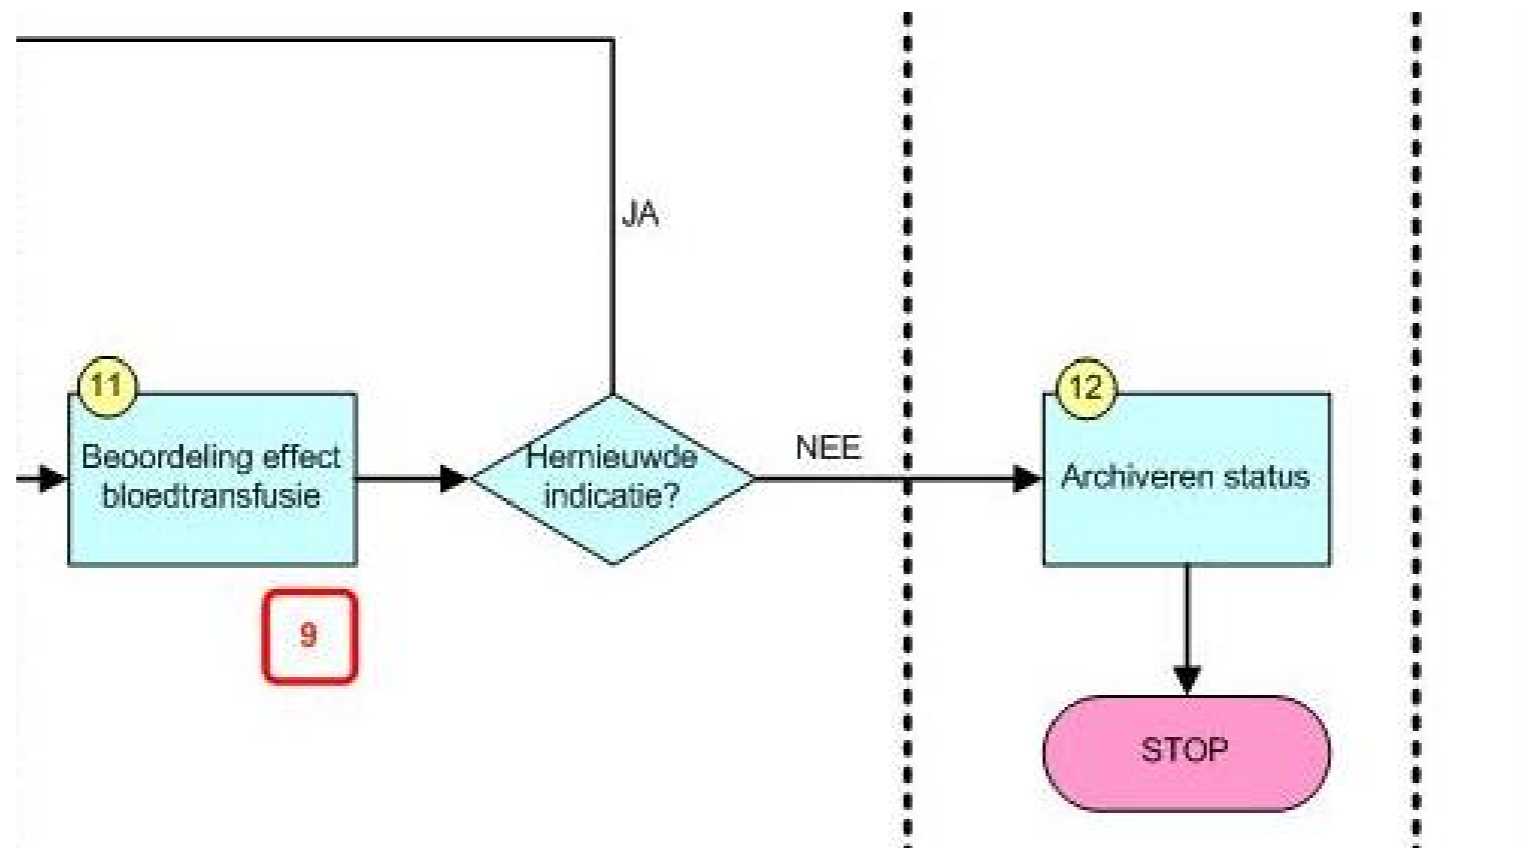 JA
11
Beoordeling effect
bloedtransfusie
Hernieuwde
indicatie?
NEE
12
Archiveren status
9
STOP